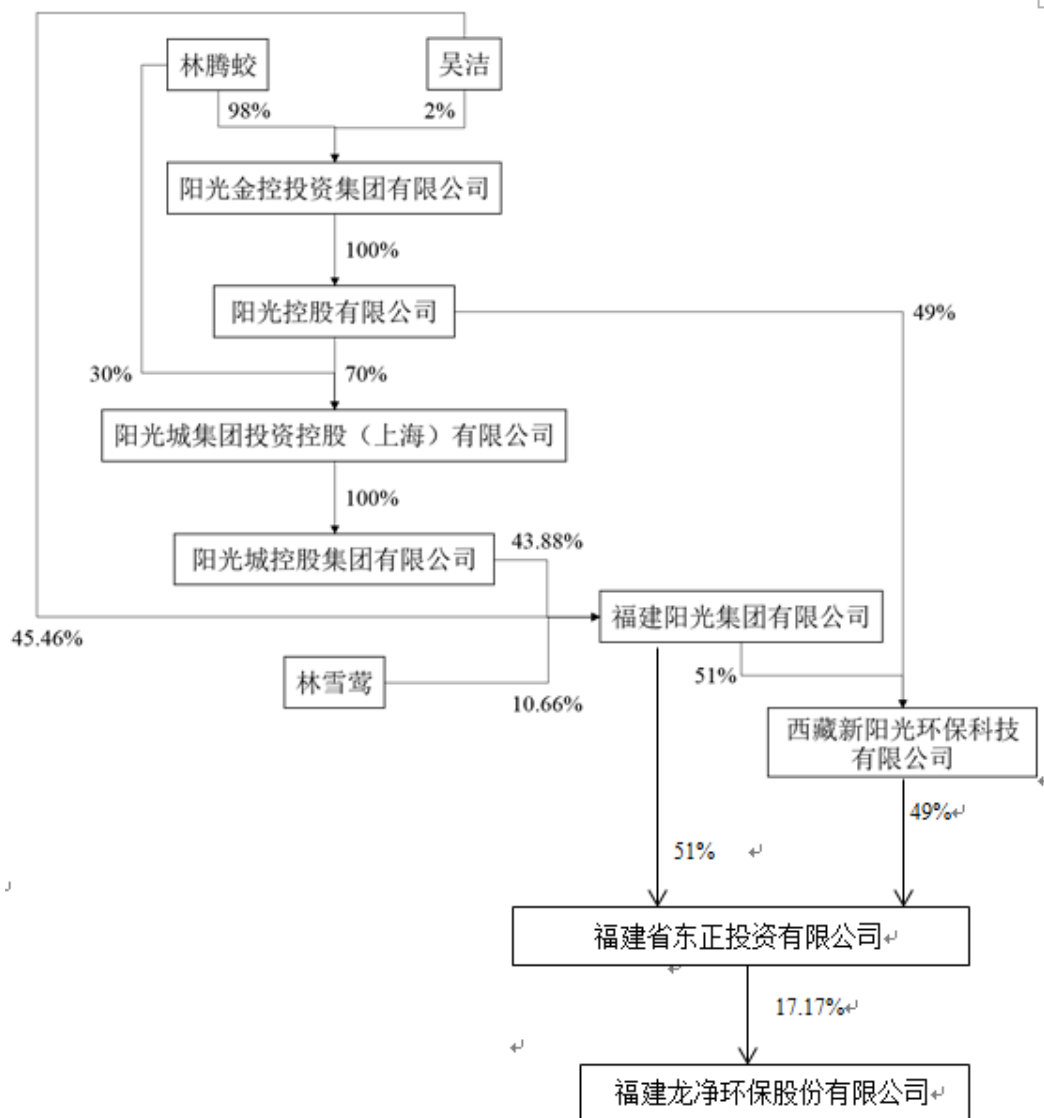 林腾蛟
吴洁
98%
2%
阳光金控投资集团有限公司
100%
阳光控股有限公司
49%
30%
70%
阳光城集团投资控股（上海）有限公司
100%
阳光城控股集团有限公司
43.88%
福建阳光集团有限公司
45.46%
林雪莺
10.66%
51%
西藏新阳光环保科技
有限公司
49%
51%
福建省东正投资有限公司
17.17%
福建龙净环保股份有限公司